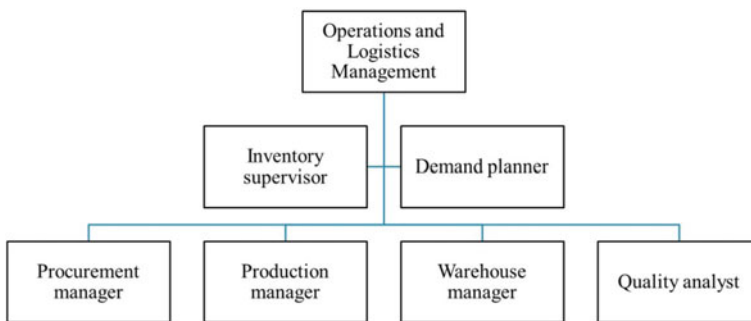 Operations and
Logistics
Management
Inventory
supervisor
Demand planner
Procurement
manager
Production
manager
Warehouse
manager
Quality analyst